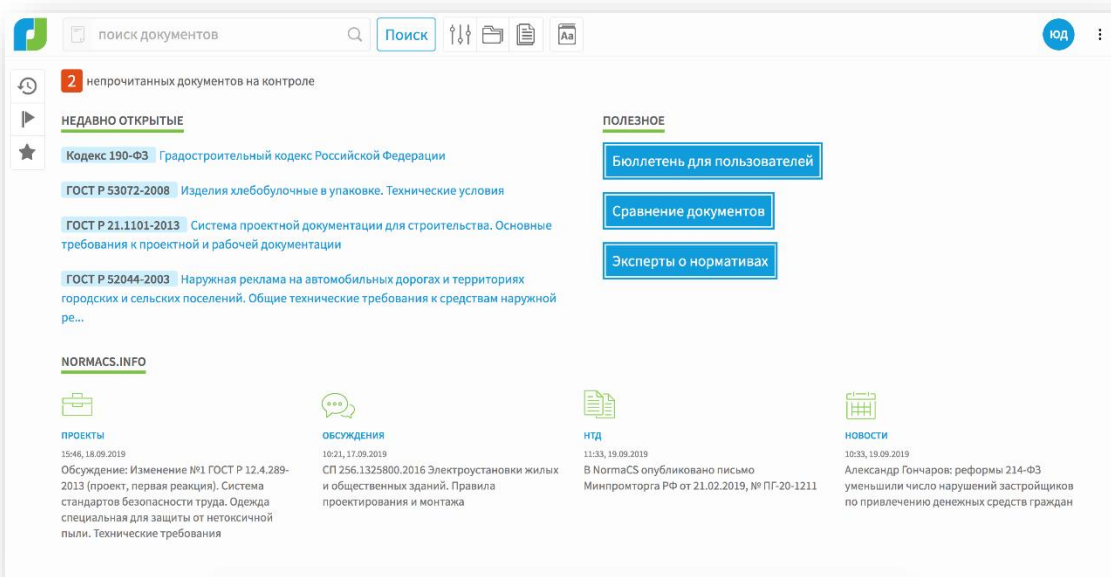 поиск документов
Поиск
Aa
ЮД
2 непрочитанных документов на контроле
НЕДАВНО ОТКРЫТЫЕ
Кодекс 190-ФЗ Градостроительный кодекс Российской Федерации
ГОСТ Р 53072-2008 Изделия хлебобулочные в упаковке. Технические условия
ГОСТ Р 21.1101-2013 Система проектной документации для строительства. Основные
требования к проектной и рабочей документации
ГОСТ Р 52044-2003 Наружная реклама на автомобильных дорогах и территориях
городских и сельских поселений. Общие технические требования к средствам наружной
ре...
ПОЛЕЗНОЕ
Бюллетень для пользователей
Сравнение документов
Эксперты о нормативах
NORMACS.INFO
ПРОЕКТЫ
15:46, 18.09.2019
Обсуждение: Изменение №1 ГОСТ Р 12.4.289-
2013 (проект, первая реакция). Система
стандартов безопасности труда. Одежда
специальная для защиты от нетоксичной
пыли. Технические требования
ОБСУЖДЕНИЯ
10:21, 17.09.2019
СП 256.1325800.2016 Электроустановки жилых
и общественных зданий. Правила
проектирования и монтажа
НТД
11:33, 19.09.2019
В NormaCS опубликовано письмо
Минпромторга РФ от 21.02.2019, № ПГ-20-1211
НОВОСТИ
10:33, 19.09.2019
Александр Гончаров: реформы 214-ФЗ
уменьшили число нарушений застройщиков
по привлечению денежных средств граждан